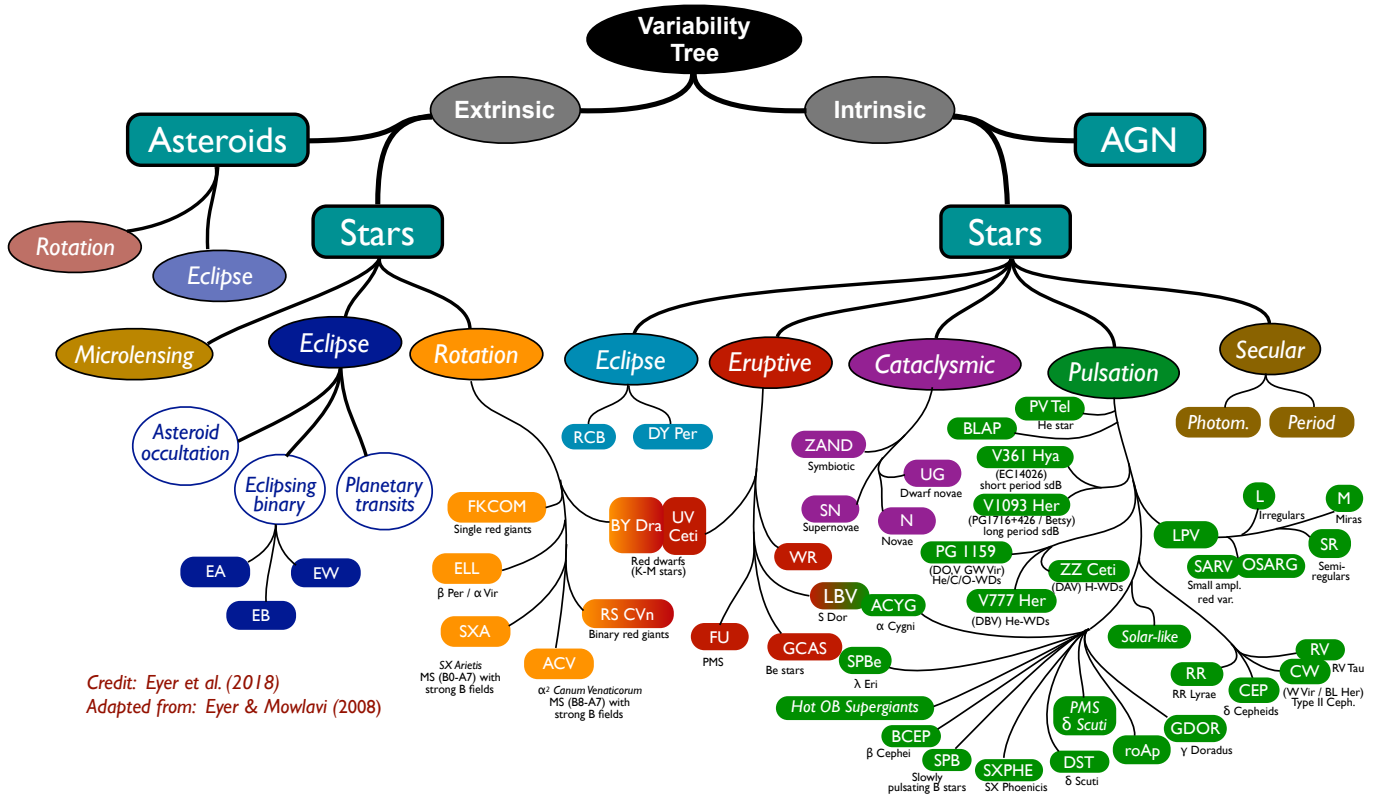 Variability
Tree
Extrinsic
Intrinsic
Asteroids
AGN
Stars
Stars
Rotation
Eclipse
Microlensing
Eclipse
Rotation
Eclipse
Eruptive
Cataclysmic
Pulsation
Secular
Asteroid
occultation
Eclipsing
binary
Planetary
transits
EA
EB
EW
FKCOM
Single red giants
ELL
β Per / α Vir
SXA
SX Arietis
MS (B0-A7) with
strong B fields
ACV
α² Canum Venaticorum
MS (B8-A7) with
strong B fields
BY Dra
UV
Ceti
Red dwarfs
(K-M stars)
RS CVn
Binary red giants
RCB
DY Per
FU
PMS
WR
LBV
S Dor
GCAS
Be stars
ZAND
Symbiotic
SN
Supernovae
UG
Dwarf novae
N
Novae
PV Tel
He star
BLAP
V361 Hya
(EC14026)
short period sdB
V1093 Her
(PG1716+426 / Betsy)
long period sdB
PG 1159
(DO,V GW Vir)
He/C/O-WDs
ZZ Ceti
(DAV) H-WDs
V777 Her
(DBV) He-WDs
ACYG
α Cygni
SPBe
λ Eri
Hot OB Supergiants
BCEP
β Cephei
SPB
Slowly
pulsating B stars
SXPHE
SX Phoenicis
DST
δ Scuti
PMS
δ Scuti
roAp
GDOR
γ Doradus
Solar-like
LPV
L
Irregulars
M
Miras
SR
Semi-
regulars
SARV
Small ampl.
red var.
OSARG
RR
RR Lyrae
CEP
δ Cepheids
RV
RV Tau
CW
(W Vir / BL Her)
Type II Ceph.
Photom.
Period
Credit: Eyer et al. (2018)
Adapted from: Eyer & Mowlavi (2008)